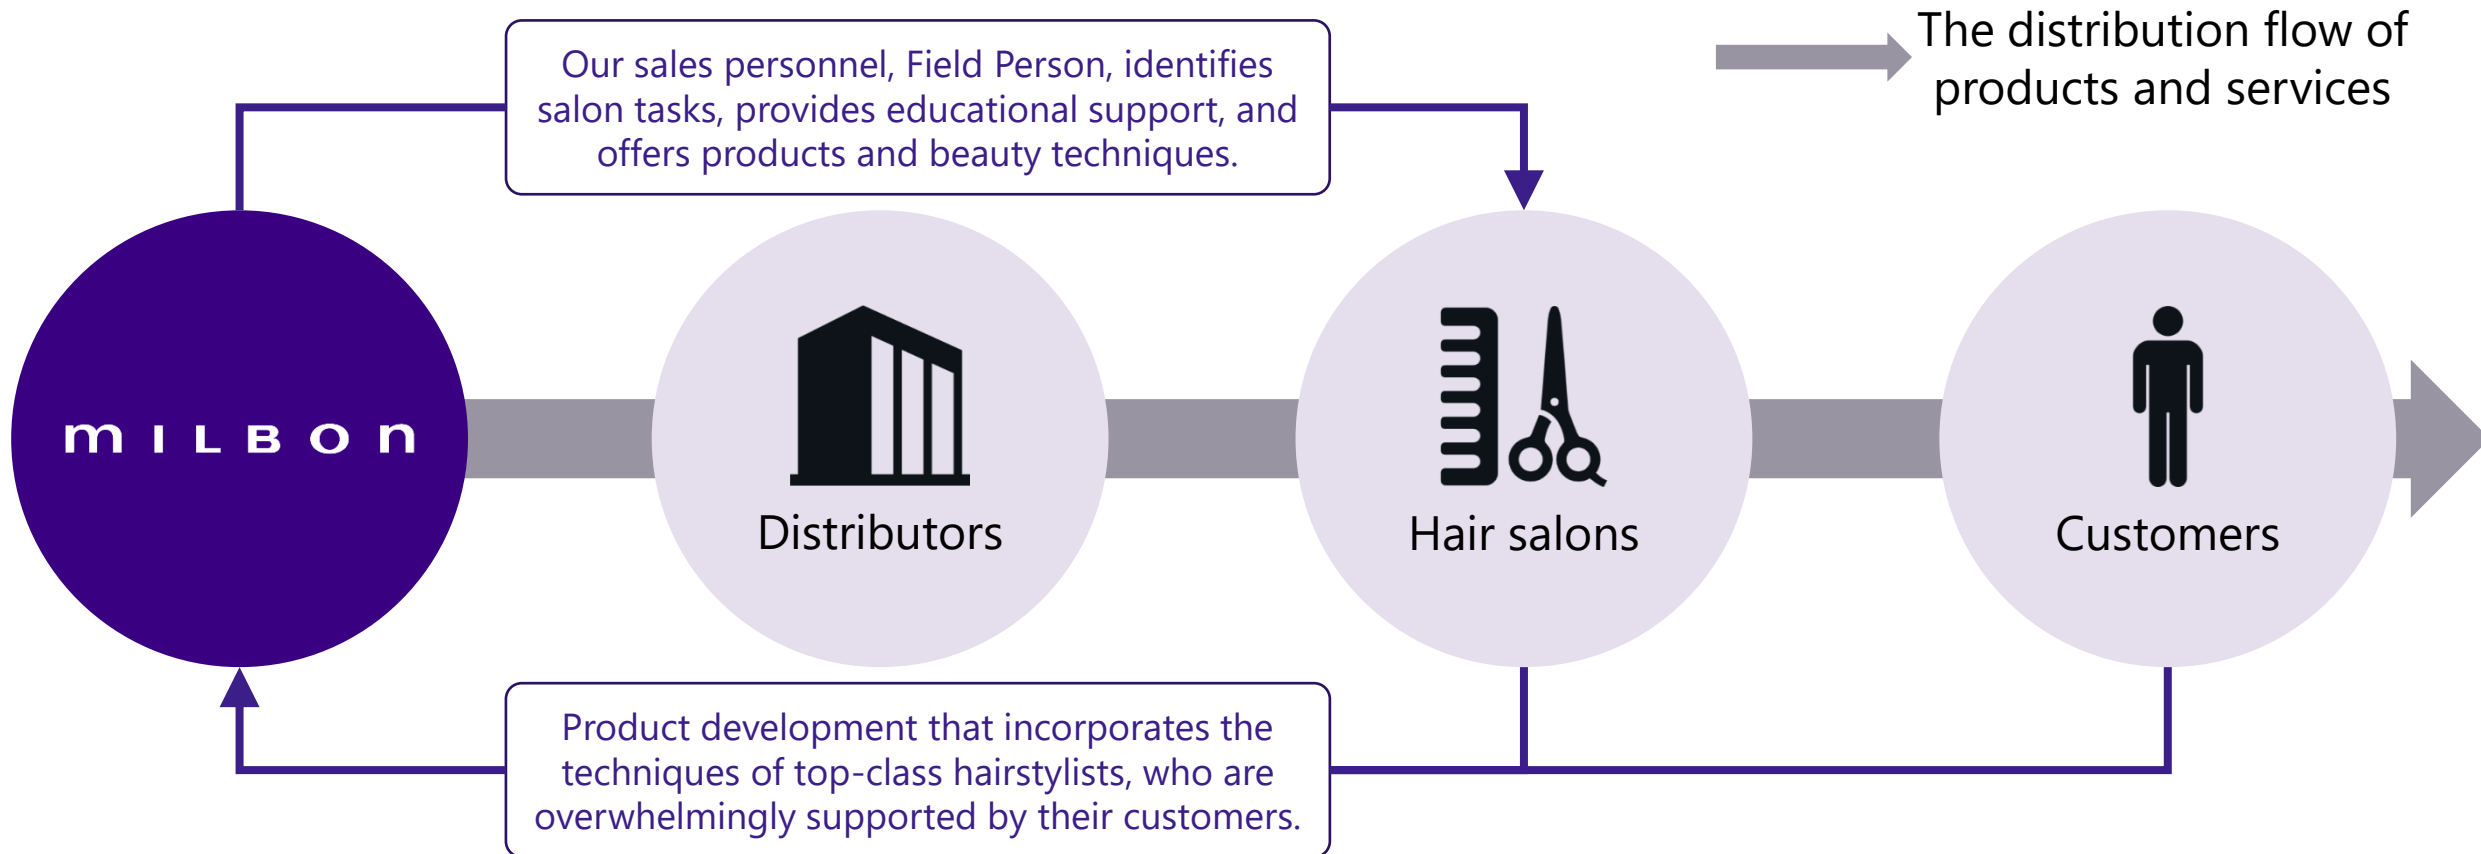 The distribution flow of
products and services
Our sales personnel, Field Person, identifies
salon tasks, provides educational support, and
offers products and beauty techniques.
mILBOn
Distributors
Hair salons
Customers
Product development that incorporates the
techniques of top-class hairstylists, who are
overwhelmingly supported by their customers.